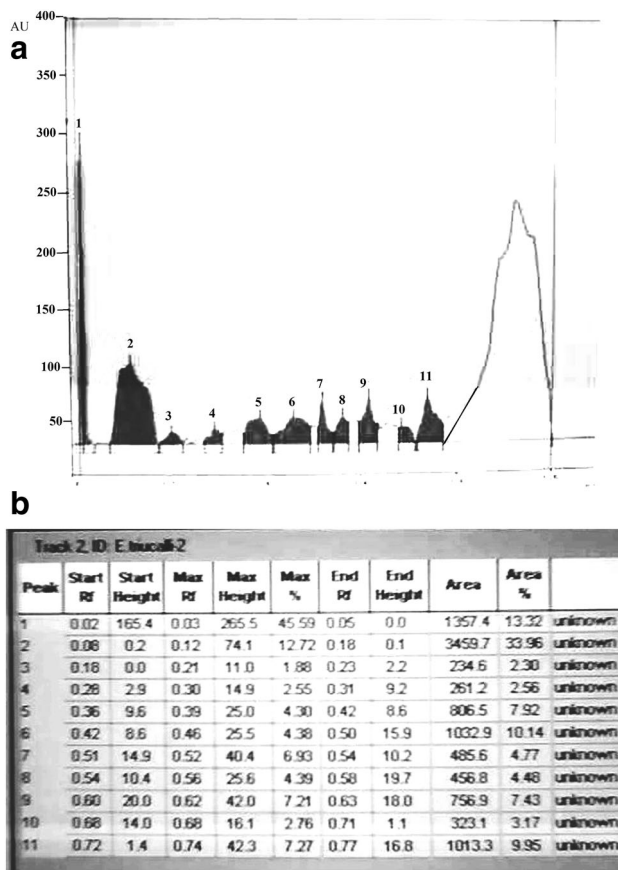 AU
a
400
300
250
200
150
100
50
1
2
3
4
5
6
7
8
9
10
11
b
Track 2, ID: E.tirucalli-2
Peak Start Rf Start Height Max Rf Max Height Max % End Rf End Height Area Area %
1 0.02 165.4 0.03 265.5 45.59 0.05 0.0 1357.4 13.32 unknown
2 0.08 0.2 0.12 74.1 12.72 0.18 0.1 3459.7 33.96 unknown
3 0.18 0.0 0.21 11.0 1.88 0.23 2.2 234.6 2.30 unknown
4 0.28 2.9 0.30 14.9 2.55 0.31 9.2 261.2 2.56 unknown
5 0.36 9.6 0.39 25.0 4.30 0.42 8.6 806.5 7.92 unknown
6 0.42 8.6 0.46 25.5 4.38 0.50 15.9 1032.9 10.14 unknown
7 0.51 14.9 0.52 40.4 6.93 0.54 10.2 485.6 4.77 unknown
8 0.54 10.4 0.56 25.6 4.39 0.58 19.7 456.8 4.48 unknown
9 0.60 20.0 0.62 42.0 7.21 0.63 18.0 756.9 7.43 unknown
10 0.68 14.0 0.68 16.1 2.76 0.71 1.1 323.1 3.17 unknown
11 0.72 1.4 0.74 42.3 7.27 0.77 16.8 1013.3 9.95 unknown